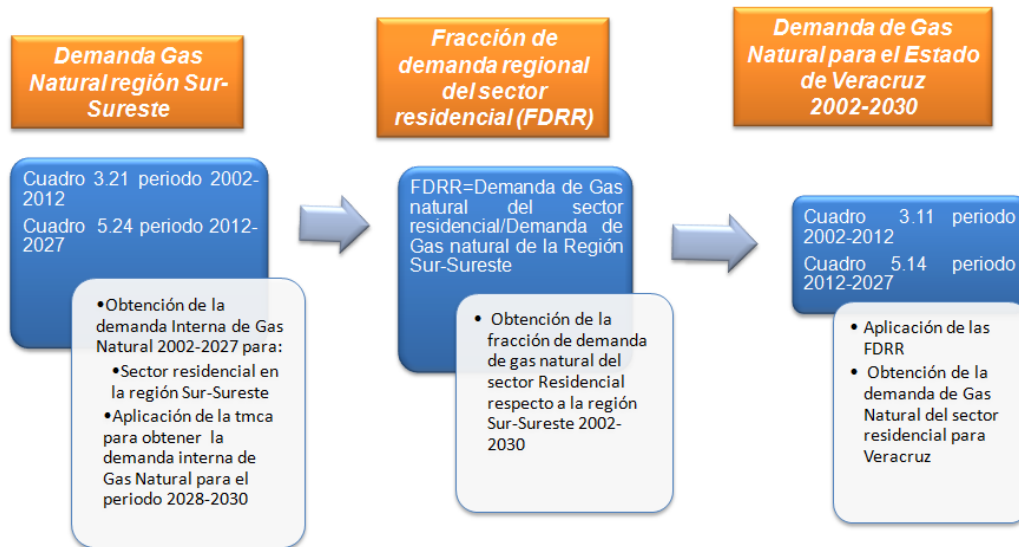 Demanda Gas
Natural región Sur-
Sureste
Cuadro 3.21 periodo 2002-
2012
Cuadro 5.24 periodo 2012-
2027
•Obtención de la
demanda Interna de Gas
Natural 2002-2027 para:
•Sector residencial en
la región Sur-Sureste
•Aplicación de la tmca
para obtener la
demanda interna de
Gas Natural para el
periodo 2028-2030
Fracción de
demanda regional
del sector
residencial (FDRR)
FDRR=Demanda de Gas
natural del sector
residencial/Demanda de
Gas natural de la Región
Sur-Sureste
• Obtención de la
fracción de demanda
de gas natural del
sector Residencial
respecto a la región
Sur-Sureste 2002-
2030
Demanda de Gas
Natural para el Estado
de Veracruz
2002-2030
Cuadro 3.11 periodo
2002-2012
Cuadro 5.14 periodo
2012-2027
• Aplicación de las
FDRR
• Obtención de la
demanda de Gas
Natural del sector
residencial para
Veracruz